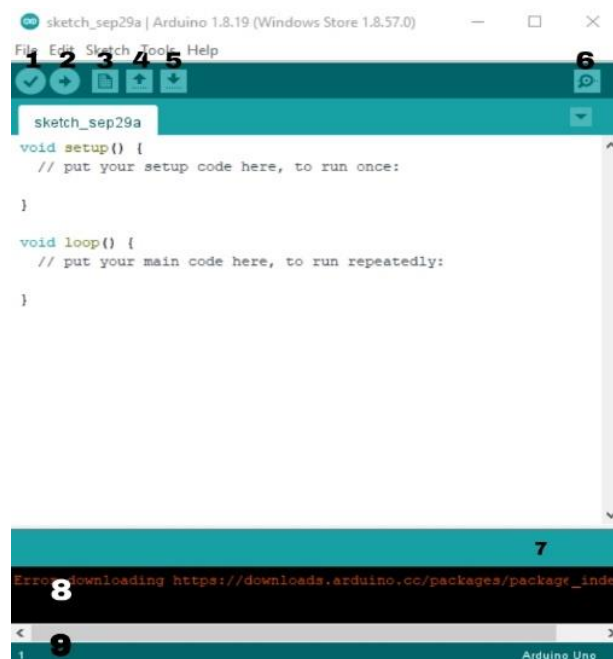 sketch_sep29a | Arduino 1.8.19 (Windows Store 1.8.57.0)
File Edit Sketch Tools Help
1 2 3 4 5 6
sketch_sep29a
void setup() {
// put your setup code here, to run once:
}
void loop() {
// put your main code here, to run repeatedly:
}
7
Error downloading https://downloads.arduino.cc/packages/package_inde
8
9
1 Arduino Uno